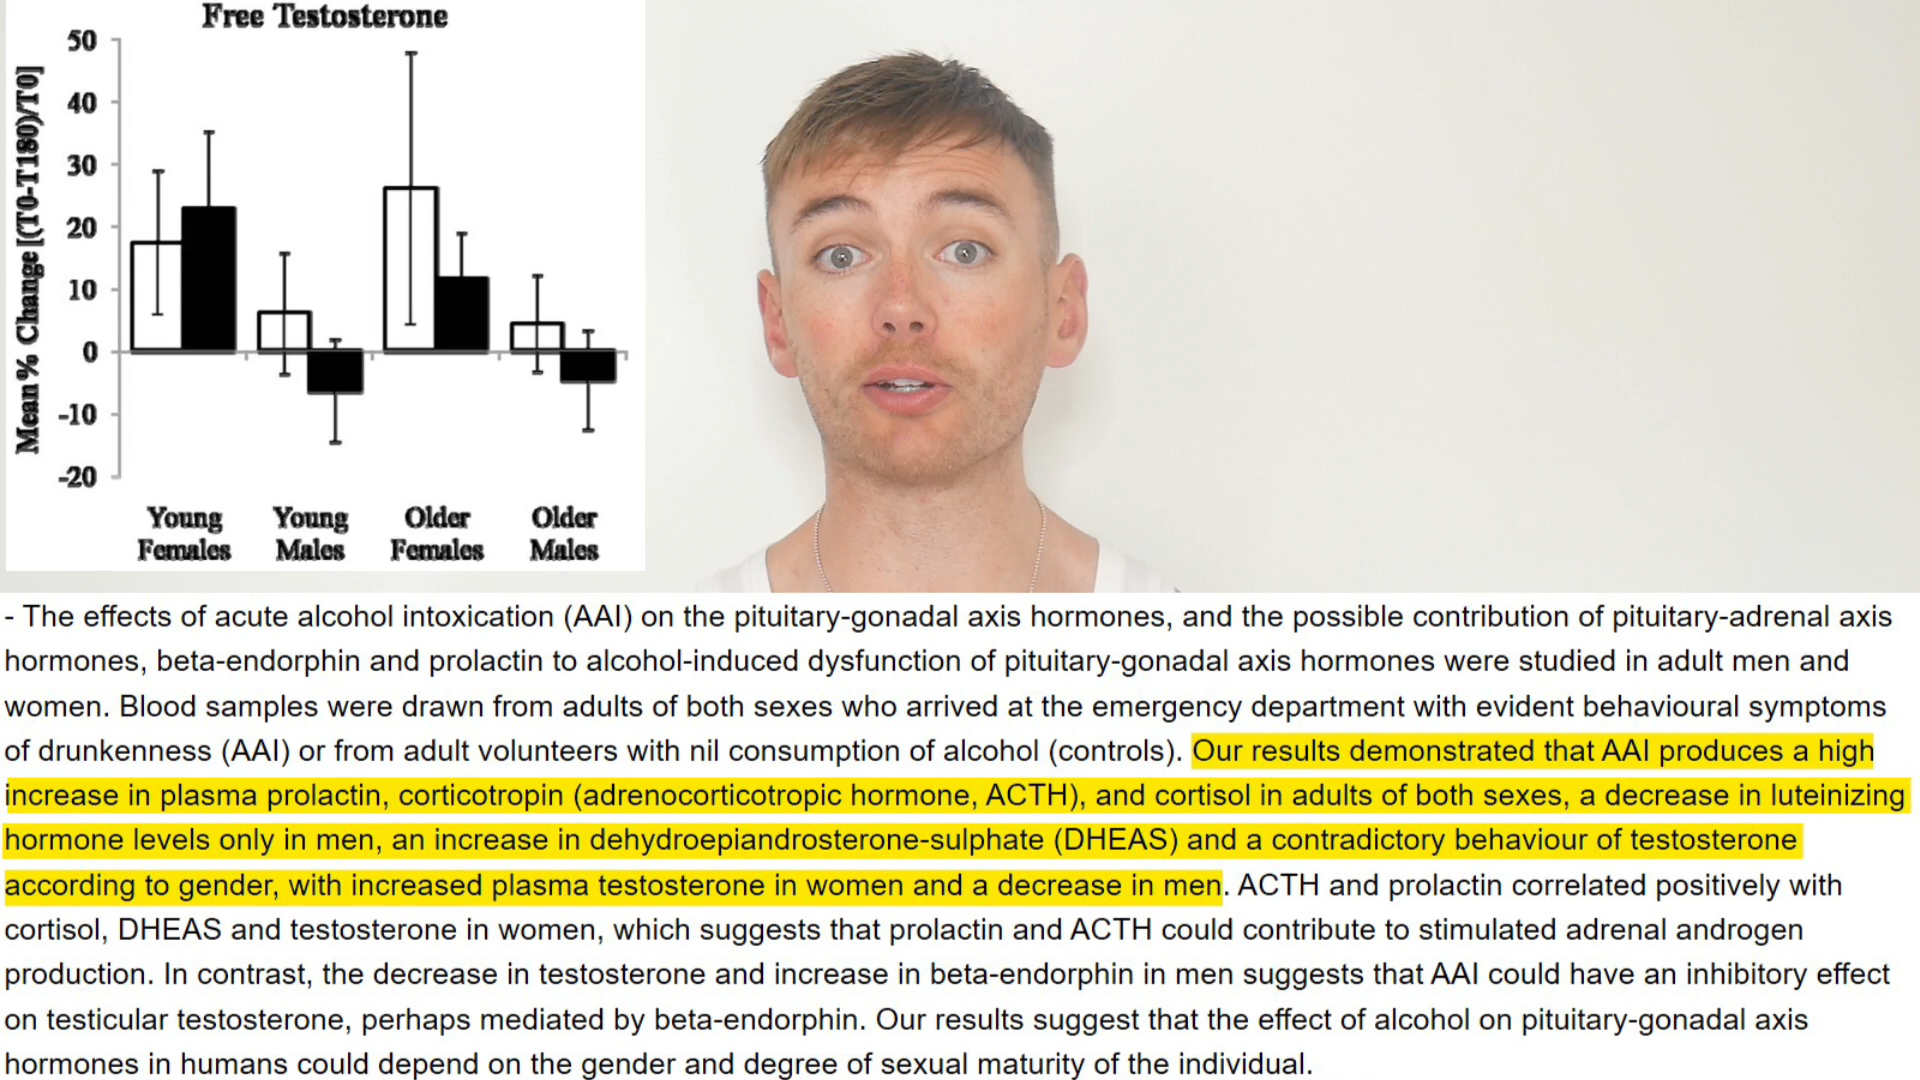 Free Testosterone
Mean % Change [(T0-T180)/T0]
50
40
30
20
10
0
-10
-20
Young Females
Young Males
Older Females
Older Males
- The effects of acute alcohol intoxication (AAI) on the pituitary-gonadal axis hormones, and the possible contribution of pituitary-adrenal axis
hormones, beta-endorphin and prolactin to alcohol-induced dysfunction of pituitary-gonadal axis hormones were studied in adult men and
women. Blood samples were drawn from adults of both sexes who arrived at the emergency department with evident behavioural symptoms
of drunkenness (AAI) or from adult volunteers with nil consumption of alcohol (controls). Our results demonstrated that AAI produces a high
increase in plasma prolactin, corticotropin (adrenocorticotropic hormone, ACTH), and cortisol in adults of both sexes, a decrease in luteinizing
hormone levels only in men, an increase in dehydroepiandrosterone-sulphate (DHEAS) and a contradictory behaviour of testosterone
according to gender, with increased plasma testosterone in women and a decrease in men. ACTH and prolactin correlated positively with
cortisol, DHEAS and testosterone in women, which suggests that prolactin and ACTH could contribute to stimulated adrenal androgen
production. In contrast, the decrease in testosterone and increase in beta-endorphin in men suggests that AAI could have an inhibitory effect
on testicular testosterone, perhaps mediated by beta-endorphin. Our results suggest that the effect of alcohol on pituitary-gonadal axis
hormones in humans could depend on the gender and degree of sexual maturity of the individual.